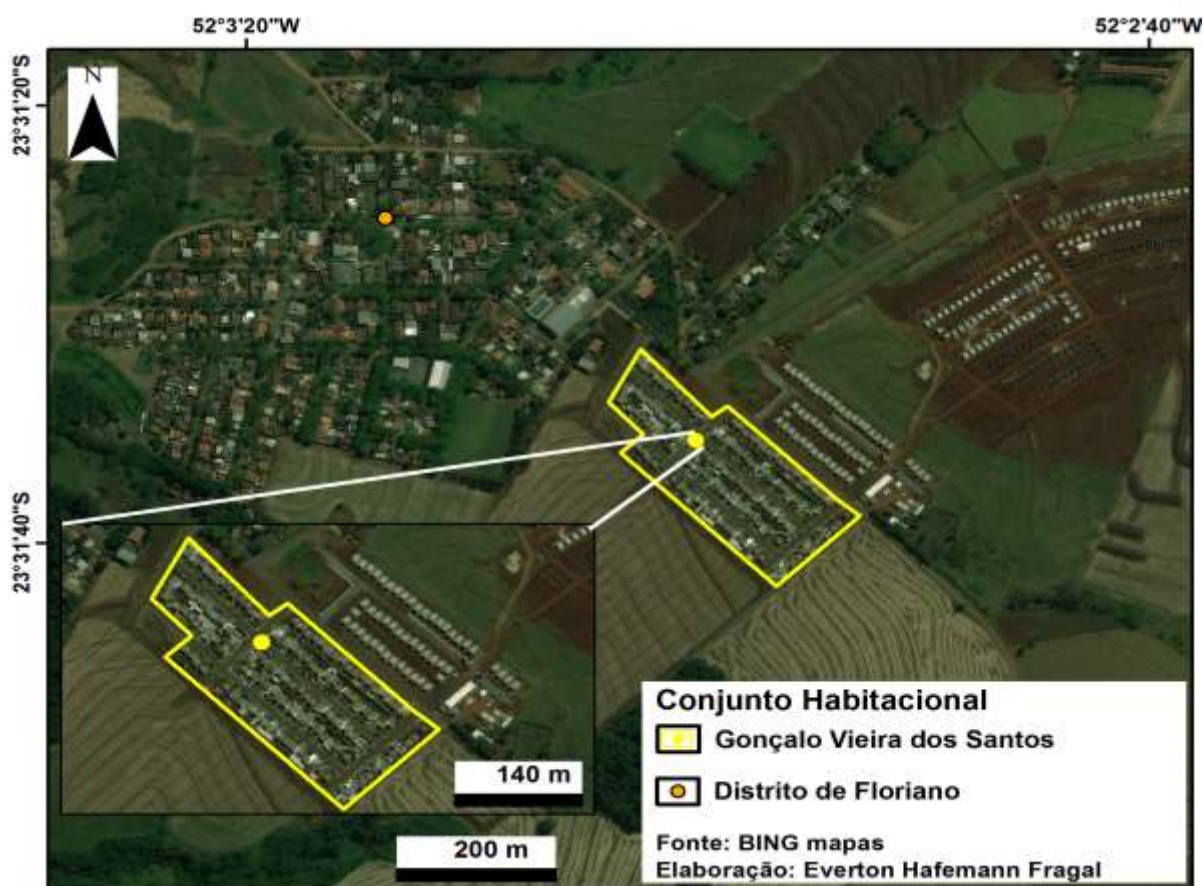 52°3'20"W
52°2'40"W
N
23°31'20"S
23°31'40"S
140 m
200 m
Conjunto Habitacional
Gonçalo Vieira dos Santos
Distrito de Floriano
Fonte: BING mapas
Elaboração: Everton Hafemann Fragal